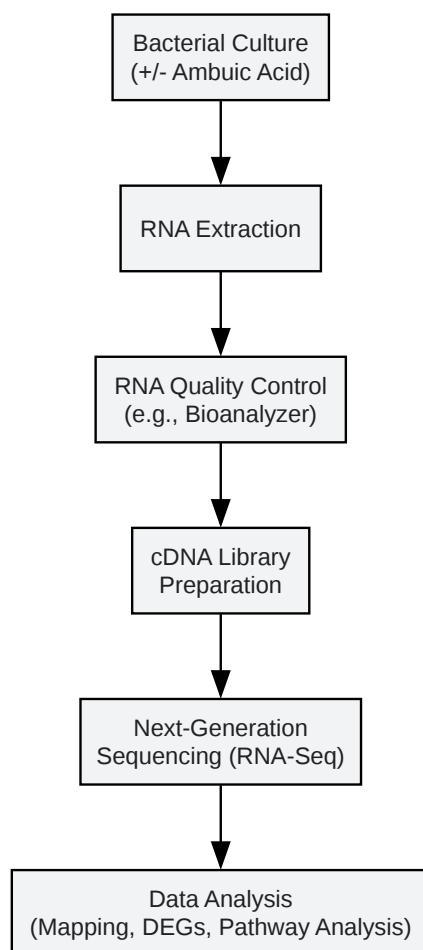 Bacterial Culture
(+/- Ambuic Acid)
RNA Extraction
RNA Quality Control
(e.g., Bioanalyzer)
cDNA Library
Preparation
Next-Generation
Sequencing (RNA-Seq)
Data Analysis
(Mapping, DEGs, Pathway Analysis)